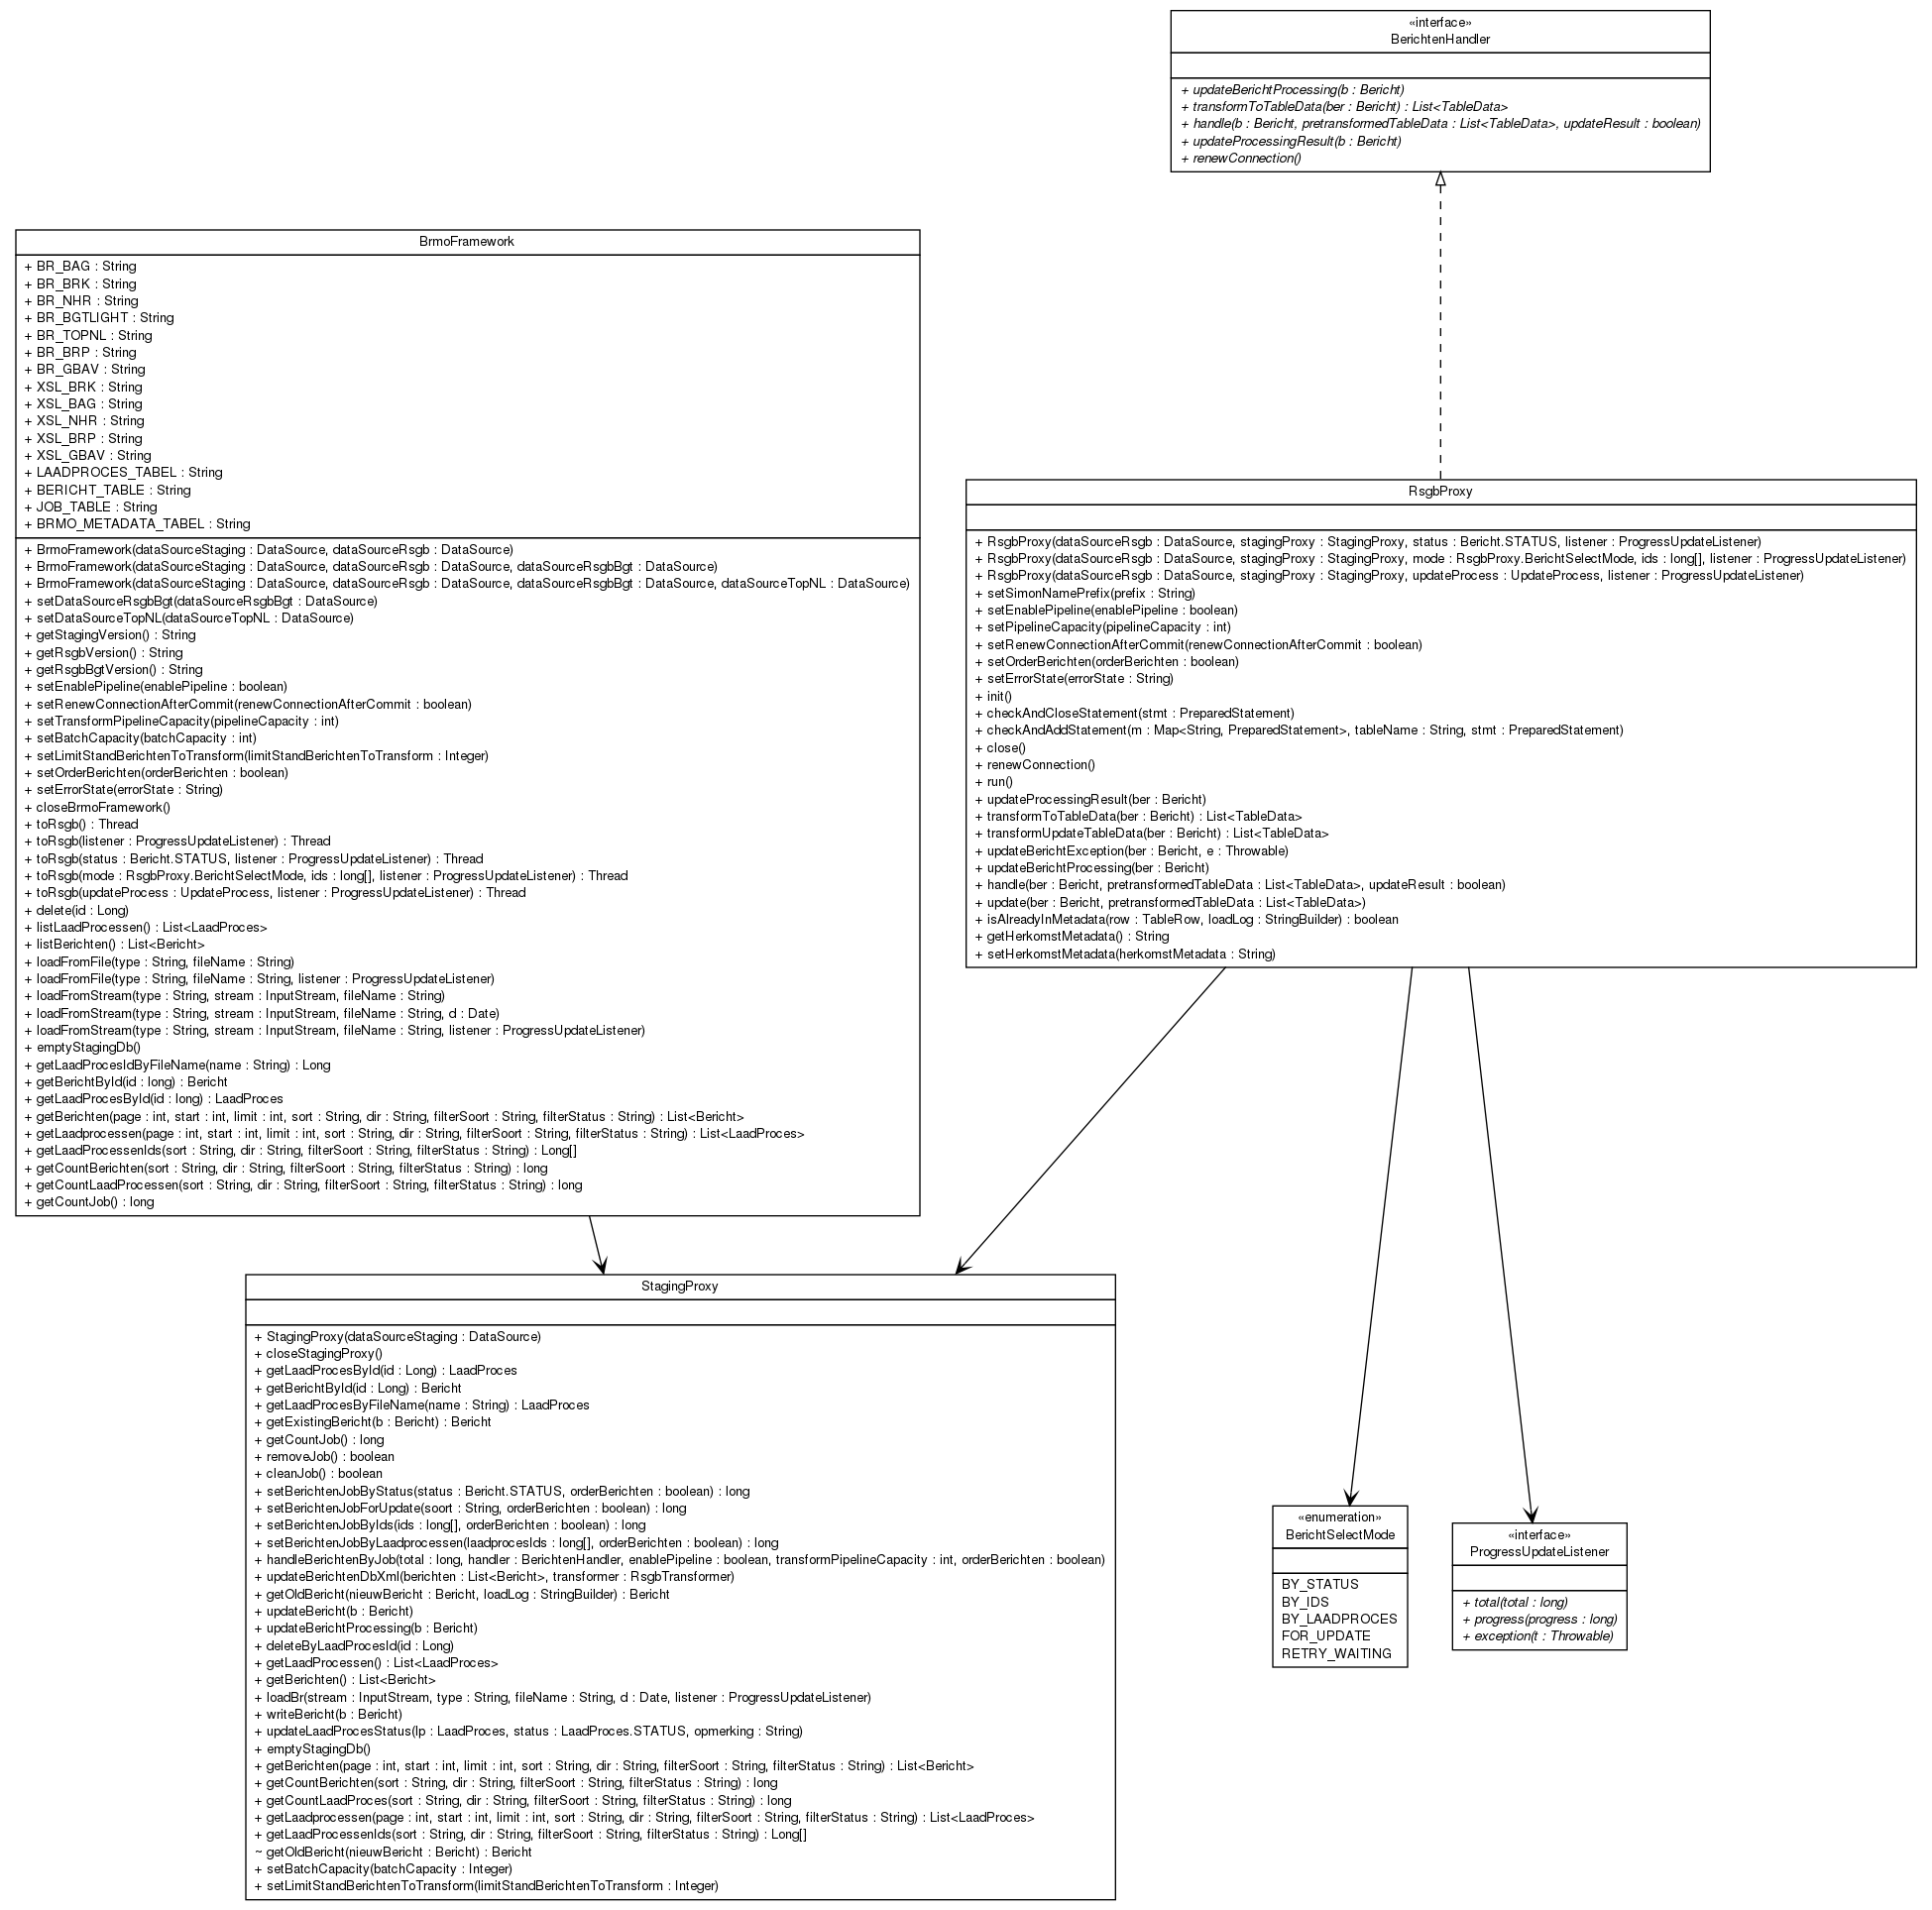 «interface»
BerichtenHandler
+ updateBerichtProcessing(b : Bericht)
+ transformToTableData(ber : Bericht) : List<TableData>
+ handle(b : Bericht, pretransformedTableData : List<TableData>, updateResult : boolean)
+ updateProcessingResult(b : Bericht)
+ renewConnection()
BrmoFramework
+ BR_BAG : String
+ BR_BRK : String
+ BR_NHR : String
+ BR_BGTLIGHT : String
+ BR_TOPNL : String
+ BR_BRP : String
+ BR_GBAV : String
+ XSL_BRK : String
+ XSL_BAG : String
+ XSL_NHR : String
+ XSL_BRP : String
+ XSL_GBAV : String
+ LAADPROCES_TABEL : String
+ BERICHT_TABLE : String
+ JOB_TABLE : String
+ BRMO_METADATA_TABEL : String
+ BrmoFramework(dataSourceStaging : DataSource, dataSourceRsgb : DataSource)
+ BrmoFramework(dataSourceStaging : DataSource, dataSourceRsgb : DataSource, dataSourceRsgbBgt : DataSource)
+ BrmoFramework(dataSourceStaging : DataSource, dataSourceRsgb : DataSource, dataSourceRsgbBgt : DataSource, dataSourceTopNL : DataSource)
+ setDataSourceRsgbBgt(dataSourceRsgbBgt : DataSource)
+ setDataSourceTopNL(dataSourceTopNL : DataSource)
+ getStagingVersion() : String
+ getRsgbVersion() : String
+ getRsgbBgtVersion() : String
+ setEnablePipeline(enablePipeline : boolean)
+ setRenewConnectionAfterCommit(renewConnectionAfterCommit : boolean)
+ setTransformPipelineCapacity(pipelineCapacity : int)
+ setBatchCapacity(batchCapacity : int)
+ setLimitStandBerichtenToTransform(limitStandBerichtenToTransform : Integer)
+ setOrderBerichten(orderBerichten : boolean)
+ setErrorState(errorState : String)
+ closeBrmoFramework()
+ toRsgb() : Thread
+ toRsgb(listener : ProgressUpdateListener) : Thread
+ toRsgb(status : Bericht.STATUS, listener : ProgressUpdateListener) : Thread
+ toRsgb(mode : RsgbProxy.BerichtSelectMode, ids : long[], listener : ProgressUpdateListener) : Thread
+ toRsgb(updateProcess : UpdateProcess, listener : ProgressUpdateListener) : Thread
+ delete(id : Long)
+ listLaadProcessen() : List<LaadProces>
+ listBerichten() : List<Bericht>
+ loadFromFile(type : String, fileName : String)
+ loadFromFile(type : String, fileName : String, listener : ProgressUpdateListener)
+ loadFromStream(type : String, stream : InputStream, fileName : String)
+ loadFromStream(type : String, stream : InputStream, fileName : String, d : Date)
+ loadFromStream(type : String, stream : InputStream, fileName : String, listener : ProgressUpdateListener)
+ emptyStagingDb()
+ getLaadProcesIdByFileName(name : String) : Long
+ getBerichtById(id : long) : Bericht
+ getLaadProcesById(id : long) : LaadProces
+ getBerichten(page : int, start : int, limit : int, sort : String, dir : String, filterSoort : String, filterStatus : String) : List<Bericht>
+ getLaadprocessen(page : int, start : int, limit : int, sort : String, dir : String, filterSoort : String, filterStatus : String) : List<LaadProces>
+ getLaadProcessenIds(sort : String, dir : String, filterSoort : String, filterStatus : String) : Long[]
+ getCountBerichten(sort : String, dir : String, filterSoort : String, filterStatus : String) : long
+ getCountLaadProcessen(sort : String, dir : String, filterSoort : String, filterStatus : String) : long
+ getCountJob() : long
RsgbProxy
+ RsgbProxy(dataSourceRsgb : DataSource, stagingProxy : StagingProxy, status : Bericht.STATUS, listener : ProgressUpdateListener)
+ RsgbProxy(dataSourceRsgb : DataSource, stagingProxy : StagingProxy, mode : RsgbProxy.BerichtSelectMode, ids : long[], listener : ProgressUpdateListener)
+ RsgbProxy(dataSourceRsgb : DataSource, stagingProxy : StagingProxy, updateProcess : UpdateProcess, listener : ProgressUpdateListener)
+ setSimonNamePrefix(prefix : String)
+ setEnablePipeline(enablePipeline : boolean)
+ setPipelineCapacity(pipelineCapacity : int)
+ setRenewConnectionAfterCommit(renewConnectionAfterCommit : boolean)
+ setOrderBerichten(orderBerichten : boolean)
+ setErrorState(errorState : String)
+ init()
+ checkAndCloseStatement(stmt : PreparedStatement)
+ checkAndAddStatement(m : Map<String, PreparedStatement>, tableName : String, stmt : PreparedStatement)
+ close()
+ renewConnection()
+ run()
+ updateProcessingResult(ber : Bericht)
+ transformToTableData(ber : Bericht) : List<TableData>
+ transformUpdateTableData(ber : Bericht) : List<TableData>
+ updateBerichtException(ber : Bericht, e : Throwable)
+ updateBerichtProcessing(ber : Bericht)
+ handle(ber : Bericht, pretransformedTableData : List<TableData>, updateResult : boolean)
+ update(ber : Bericht, pretransformedTableData : List<TableData>)
+ isAlreadyInMetadata(row : TableRow, loadLog : StringBuilder) : boolean
+ getHerkomstMetadata() : String
+ setHerkomstMetadata(herkomstMetadata : String)
StagingProxy
+ StagingProxy(dataSourceStaging : DataSource)
+ closeStagingProxy()
+ getLaadProcesById(id : Long) : LaadProces
+ getBerichtById(id : Long) : Bericht
+ getLaadProcesByFileName(name : String) : LaadProces
+ getExistingBericht(b : Bericht) : Bericht
+ getCountJob() : long
+ removeJob() : boolean
+ cleanJob() : boolean
+ setBerichtenJobByStatus(status : Bericht.STATUS, orderBerichten : boolean) : long
+ setBerichtenJobForUpdate(soort : String, orderBerichten : boolean) : long
+ setBerichtenJobByIds(ids : long[], orderBerichten : boolean) : long
+ setBerichtenJobByLaadprocessen(laadprocesIds : long[], orderBerichten : boolean) : long
+ handleBerichtenByJob(total : long, handler : BerichtenHandler, enablePipeline : boolean, transformPipelineCapacity : int, orderBerichten : boolean)
+ updateBerichtenDbXml(berichten : List<Bericht>, transformer : RsgbTransformer)
+ getOldBericht(nieuwBericht : Bericht, loadLog : StringBuilder) : Bericht
+ updateBericht(b : Bericht)
+ updateBerichtProcessing(b : Bericht)
+ deleteByLaadProcesId(id : Long)
+ getLaadProcessen() : List<LaadProces>
+ getBerichten() : List<Bericht>
+ loadBr(stream : InputStream, type : String, fileName : String, d : Date, listener : ProgressUpdateListener)
+ writeBericht(b : Bericht)
+ updateLaadProcesStatus(lp : LaadProces, status : LaadProces.STATUS, opmerking : String)
+ emptyStagingDb()
+ getBerichten(page : int, start : int, limit : int, sort : String, dir : String, filterSoort : String, filterStatus : String) : List<Bericht>
+ getCountBerichten(sort : String, dir : String, filterSoort : String, filterStatus : String) : long
+ getCountLaadProces(sort : String, dir : String, filterSoort : String, filterStatus : String) : long
+ getLaadprocessen(page : int, start : int, limit : int, sort : String, dir : String, filterSoort : String, filterStatus : String) : List<LaadProces>
+ getLaadProcessenIds(sort : String, dir : String, filterSoort : String, filterStatus : String) : Long[]
~ getOldBericht(nieuwBericht : Bericht) : Bericht
+ setBatchCapacity(batchCapacity : Integer)
+ setLimitStandBerichtenToTransform(limitStandBerichtenToTransform : Integer)
«enumeration»
BerichtSelectMode
BY_STATUS
BY_IDS
BY_LAADPROCES
FOR_UPDATE
RETRY_WAITING
«interface»
ProgressUpdateListener
+ total(total : long)
+ progress(progress : long)
+ exception(t : Throwable)